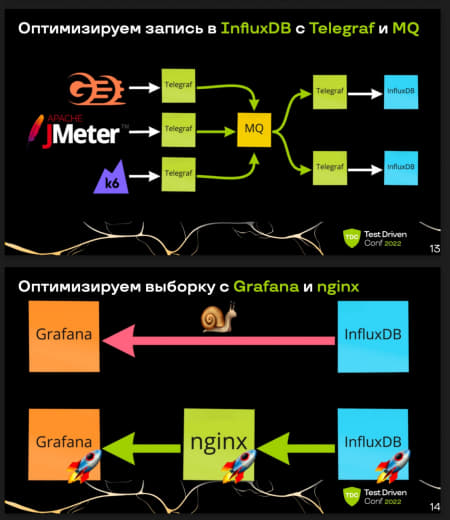 Оптимизируем запись в InfluxDB с Telegraf и MQ
Telegraf
Telegraf
InfluxDB
APACHE
JMeter™
Telegraf
MQ
k6
Telegraf
Telegraf
InfluxDB
TDC
Test Driven
Conf 2022
13
Оптимизируем выборку с Grafana и nginx
Grafana
InfluxDB
Grafana
nginx
InfluxDB
TDC
Test Driven
Conf 2022
14